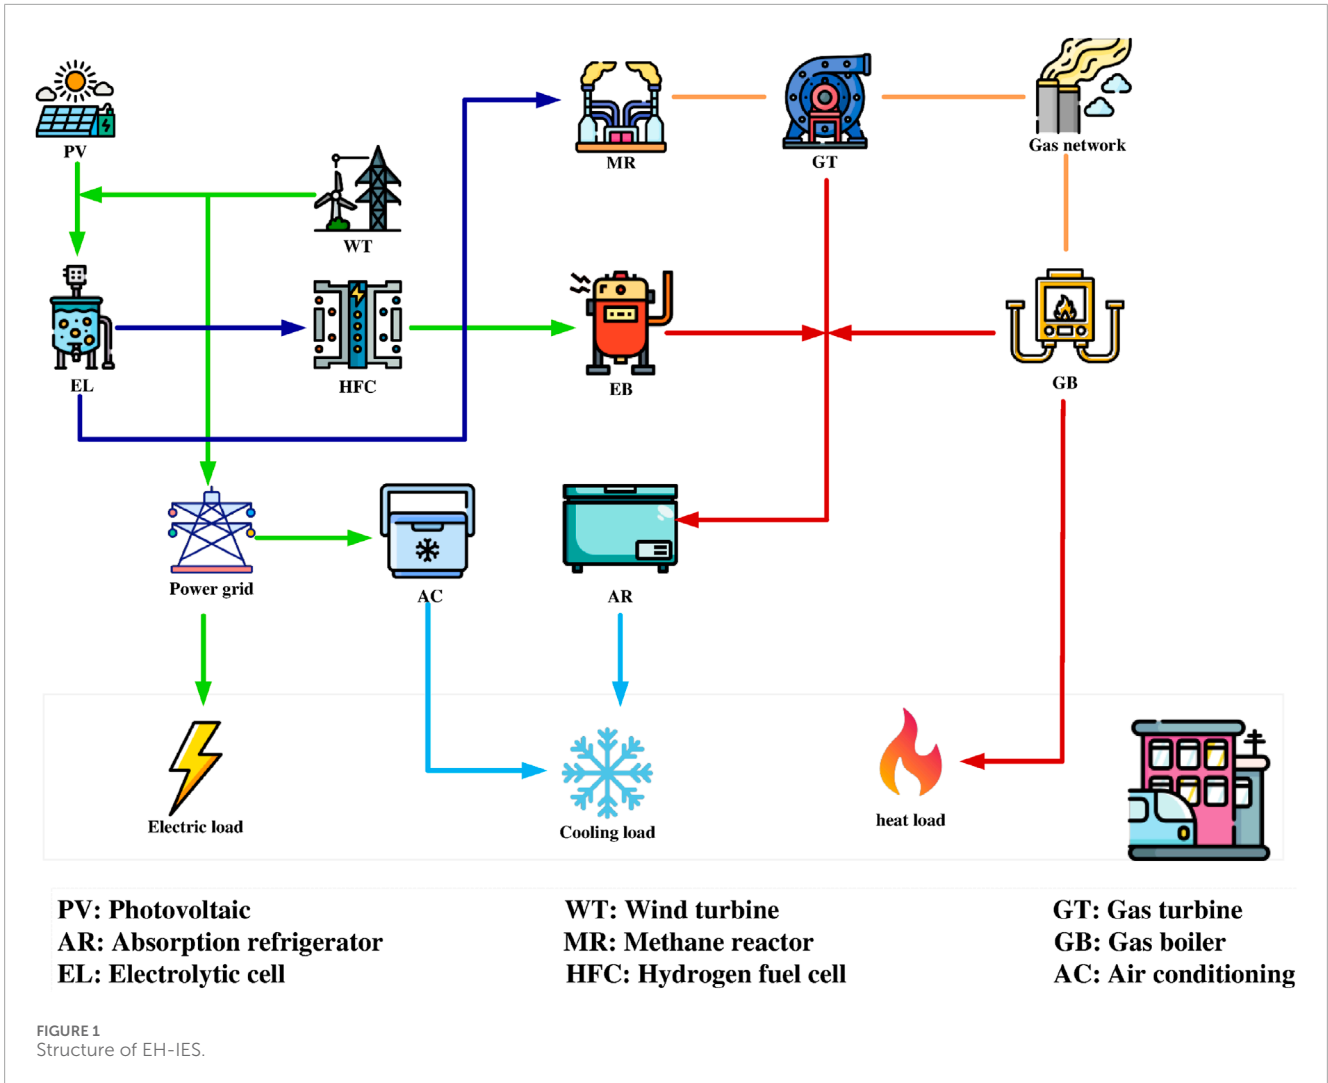 PV
MR
GT
Gas network
WT
EL
HFC
EB
GB
Power grid
AC
AR
Electric load
Cooling load
heat load
PV: Photovoltaic
WT: Wind turbine
GT: Gas turbine
AR: Absorption refrigerator
MR: Methane reactor
GB: Gas boiler
EL: Electrolytic cell
HFC: Hydrogen fuel cell
AC: Air conditioning
FIGURE 1
Structure of EH-IES.